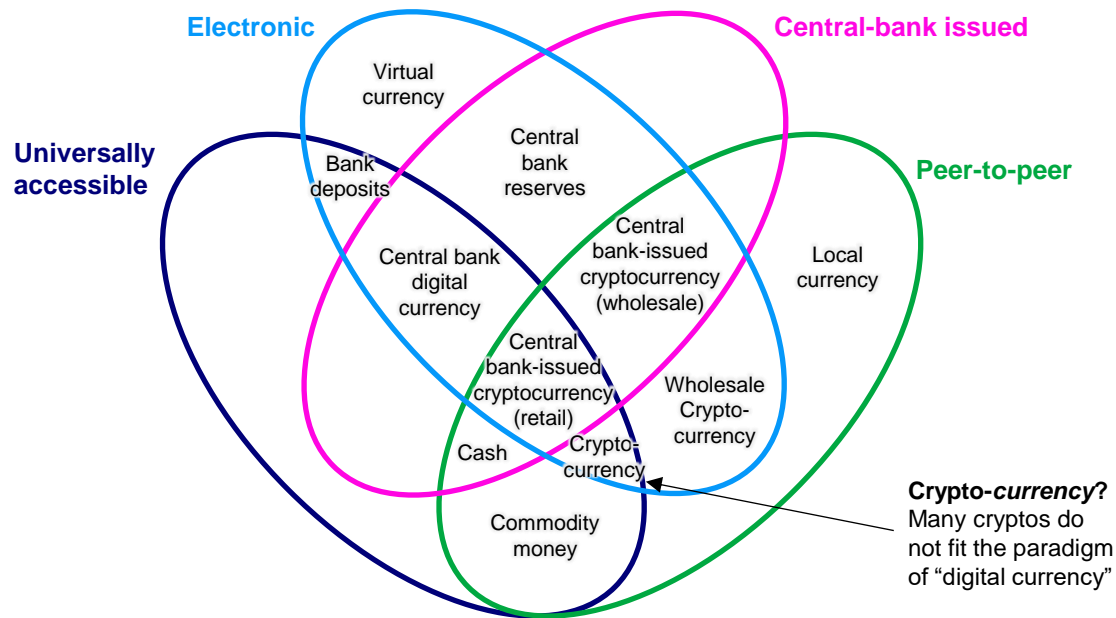 Electronic
Central-bank issued
Virtual
currency
Universally
accessible
Bank
deposits
Central
bank
reserves
Peer-to-peer
Central bank
digital
currency
Central
bank-issued
cryptocurrency
(wholesale)
Local
currency
Central
bank-issued
cryptocurrency
(retail)
Wholesale
Crypto-
currency
Cash
Crypto-
currency
Commodity
money
Crypto-currency?
Many cryptos do
not fit the paradigm
of “digital currency”